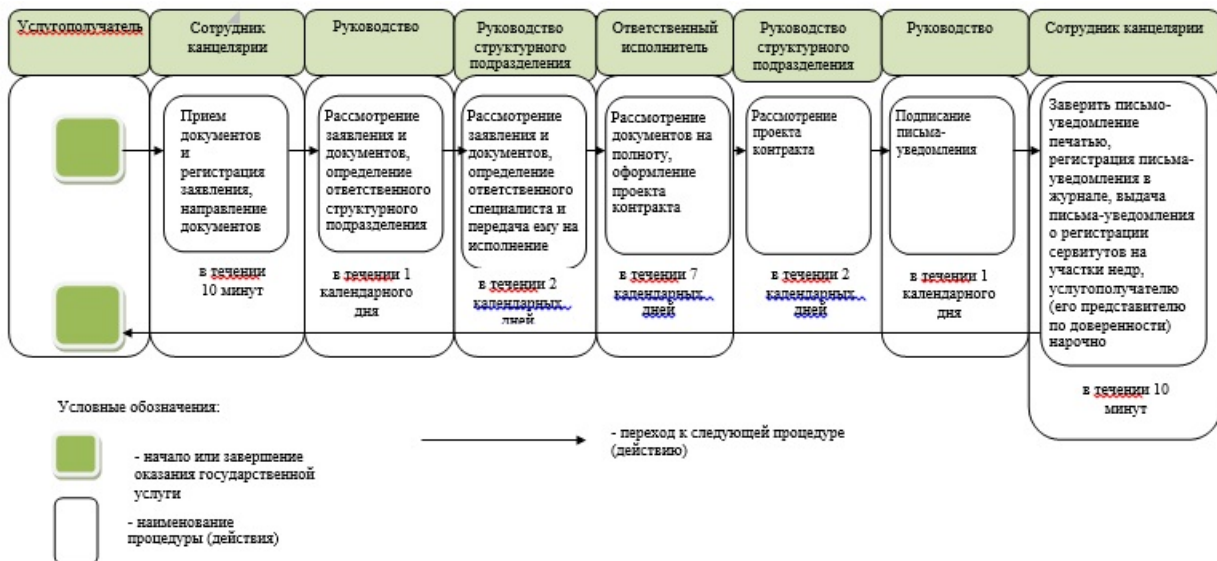 Услугополучатель
Сотрудник
канцелярии
Руководство
Руководство
структурного
подразделения
Ответственный
исполнитель
Руководство
структурного
подразделения
Руководство
Сотрудник канцелярии
Прием
документов
и
регистрация
заявления,
направление
документов
в течении
10 минут
Рассмотрение
заявления и
документов,
определение
ответственного
структурного
подразделения
в течении 1
календарного
дня
Рассмотрение
заявления и
документов,
определение
ответственного
специалиста и
передача ему на
исполнение
в течении 2
календарных
дней
Рассмотрение
документов на
полноту,
оформление
проекта
контракта
в течении 7
календарных
дней
Рассмотрение
проекта
контракта
в течении 2
календарных
дней
Подписание
письма-
уведомления
в течении 1
календарного
дня
Заверить письмо-
уведомление
печатью,
регистрация письма-
уведомления в
журнале, выдача
письма-уведомления
о регистрации
сервитутов на
участки недр,
услугополучателю
(его представителю
по доверенности)
нарочно
в течении 10
минут
Условные обозначения:
- начало или завершение
оказания государственной
услуги
- переход к следующей процедуре
(действию)
- наименование
процедуры (действия)